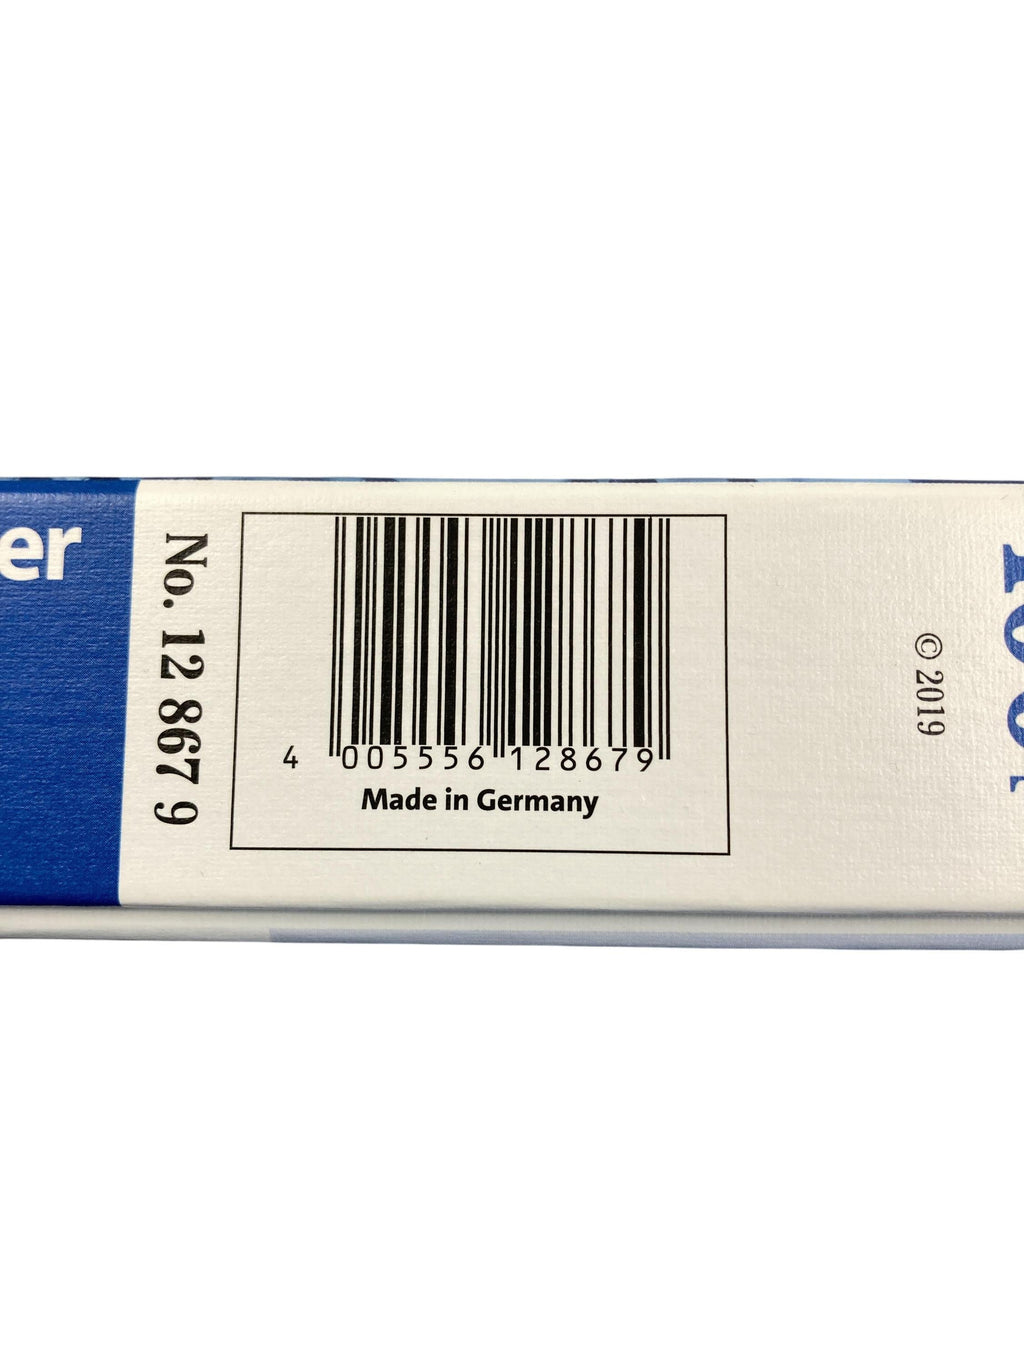 er
No. 12 867 9
4 005556 128679
Made in Germany
© 2019